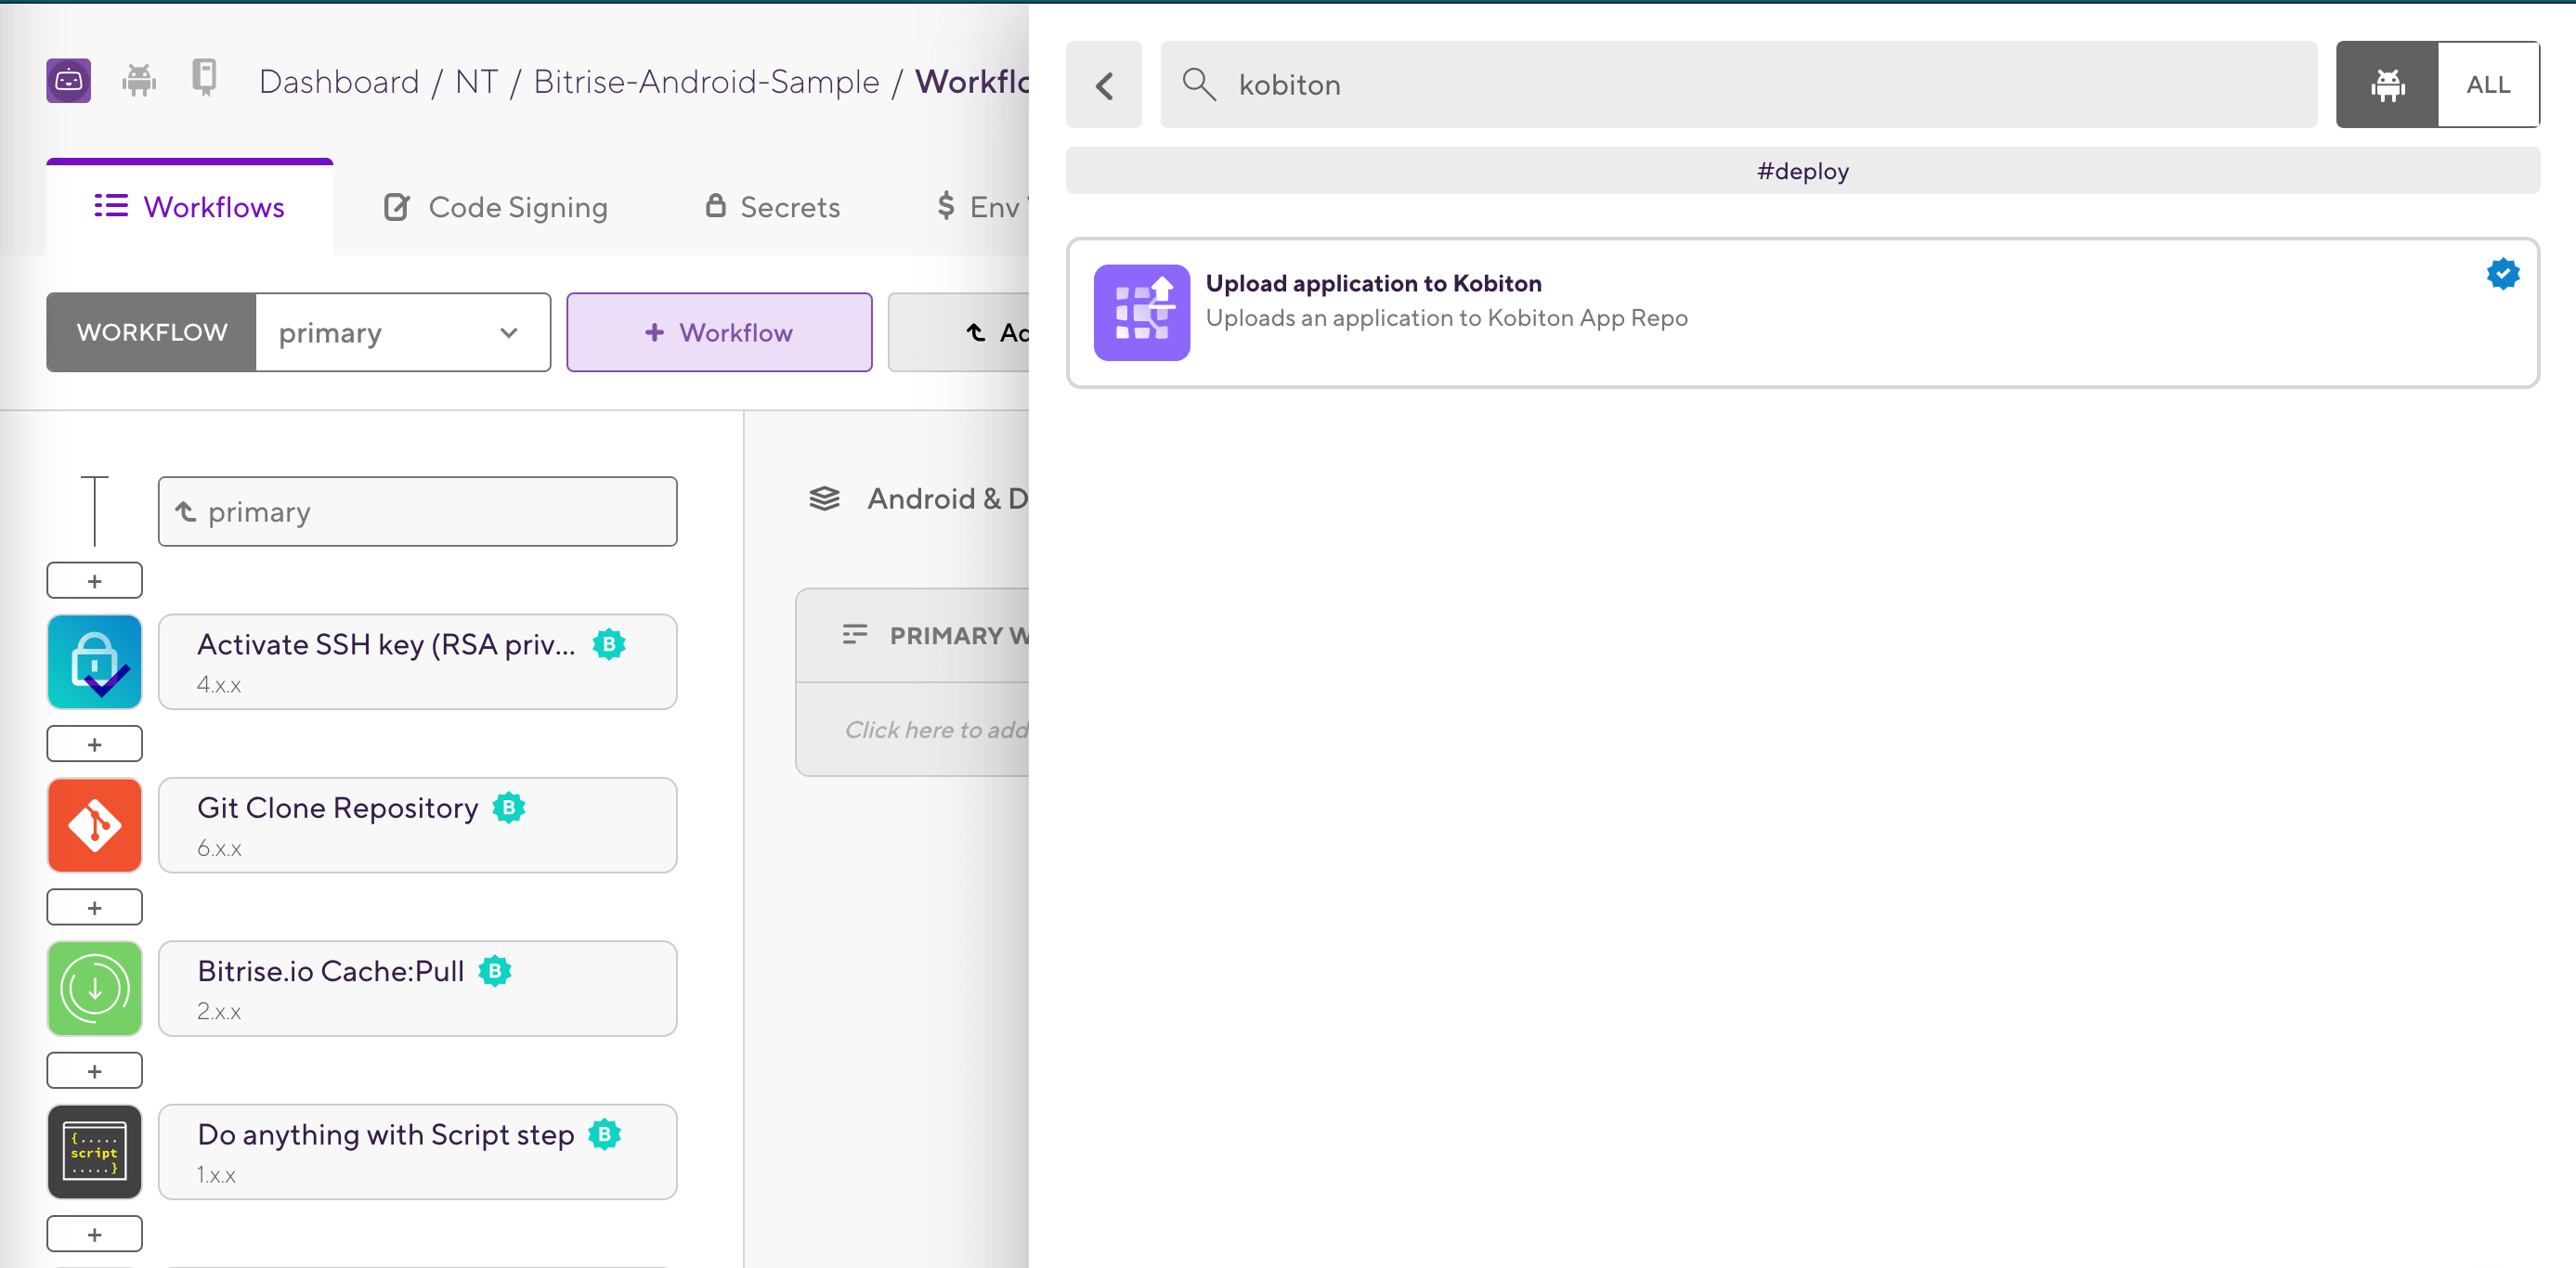 Dashboard / NT / Bitrise-Android-Sample / Workflo
Workflows
Code Signing
Secrets
$ Env
WORKFLOW
primary
+ Workflow
Ad
primary
+
Activate SSH key (RSA priv... B
4.x.x
+
Git Clone Repository B
6.x.x
+
Bitrise.io Cache:Pull B
2.x.x
+
{.....
script
.....}
Do anything with Script step B
1.x.x
+
Android & D
PRIMARY W
Click here to add
kobiton
ALL
#deploy
Upload application to Kobiton
Uploads an application to Kobiton App Repo